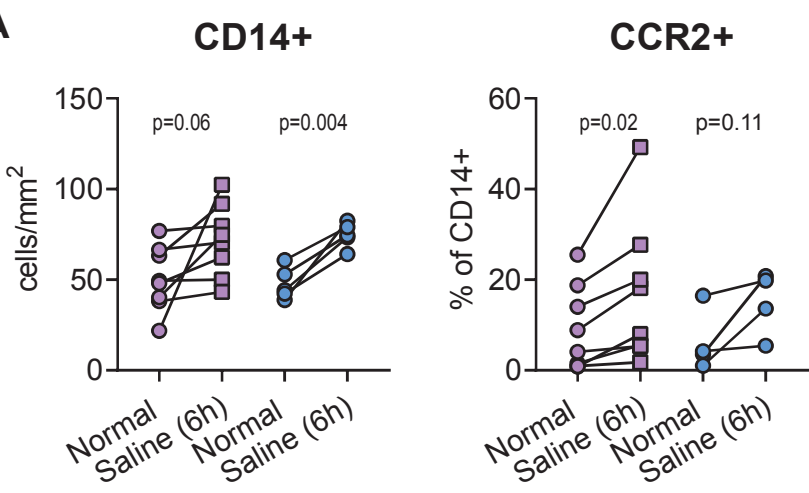 A
CD14+
CCR2+
150
100
50
0
cells/mm²
p=0.06
p=0.004
Normal
Saline (6h)
Normal
Saline (6h)
60
40
20
0
% of CD14+
p=0.02
p=0.11
Normal
Saline (6h)
Normal
Saline (6h)